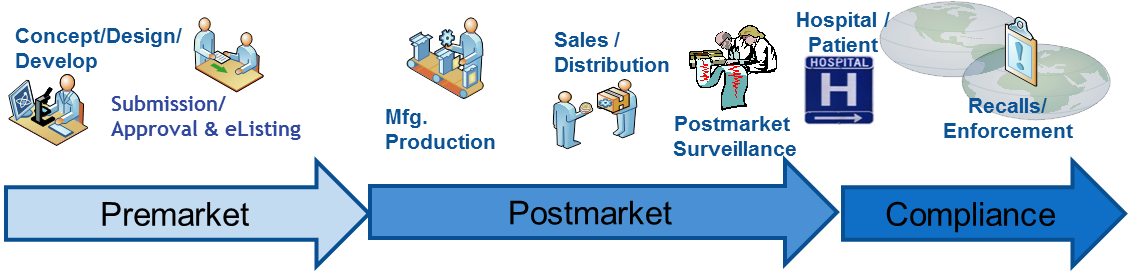 Concept/Design/
Develop
Submission/
Approval & eListing
Mfg.
Production
Sales /
Distribution
Postmarket
Surveillance
Hospital /
Patient
HOSPITAL
H
Recalls/
Enforcement
Premarket
Postmarket
Compliance